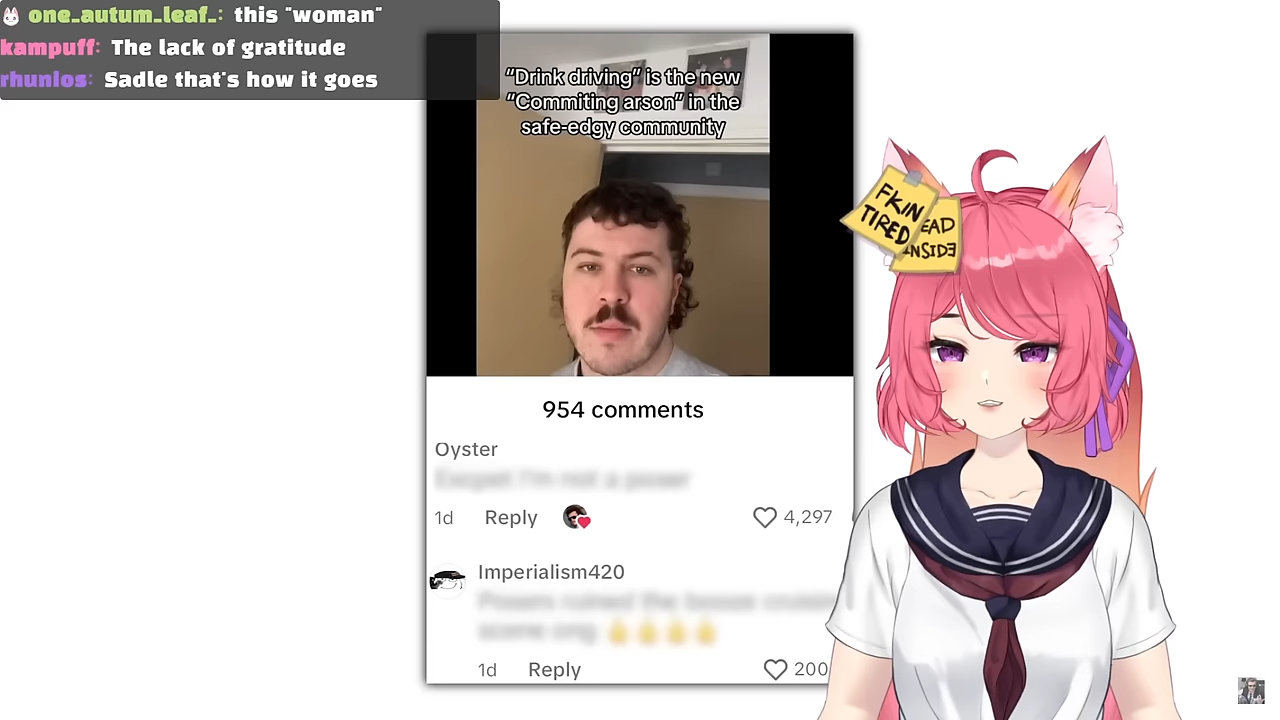 one_autum_leaf_: this "woman"
kampuff: The lack of gratitude
rhunlos: Sadle that's how it goes
"Drink driving" is the new
"Commiting arson" in the
safe-edgy community
FKIN
TIRED
EAD
INSIDE
954 comments
Oyster
1d Reply 4,297
Imperialism420
1d Reply 200